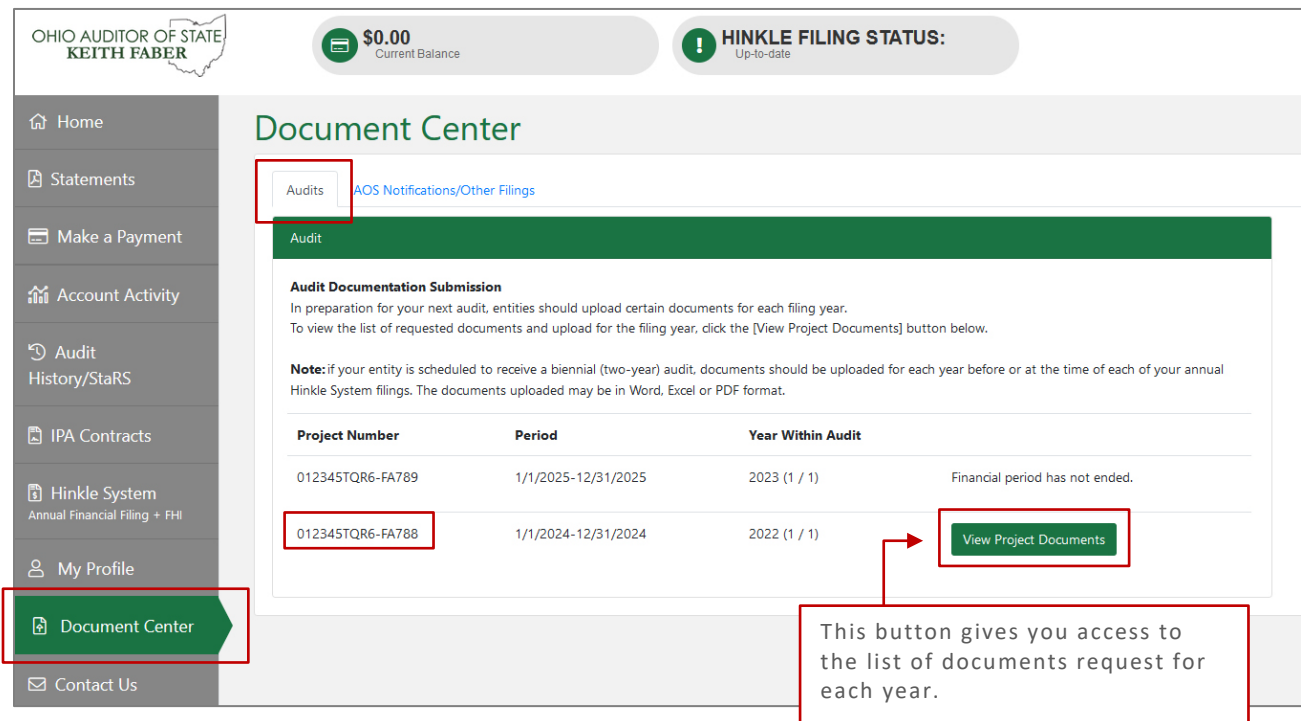 OHIO AUDITOR OF STATE
KEITH FABER
$0.00
Current Balance
HINKLE FILING STATUS:
Up-to-date
Home
Statements
Make a Payment
Account Activity
Audit
History/StaRS
IPA Contracts
Hinkle System
Annual Financial Filing + FHI
My Profile
Document Center
Contact Us
Document Center
Audits AOS Notifications/Other Filings
Audit
Audit Documentation Submission
In preparation for your next audit, entities should upload certain documents for each filing year.
To view the list of requested documents and upload for the filing year, click the [View Project Documents] button below.
Note: if your entity is scheduled to receive a biennial (two-year) audit, documents should be uploaded for each year before or at the time of each of your annual
Hinkle System filings. The documents uploaded may be in Word, Excel or PDF format.
Project Number Period Year Within Audit
012345TQR6-FA789 1/1/2025-12/31/2025 2023 (1 / 1) Financial period has not ended.
012345TQR6-FA788 1/1/2024-12/31/2024 2022 (1 / 1) View Project Documents
This button gives you access to
the list of documents request for
each year.